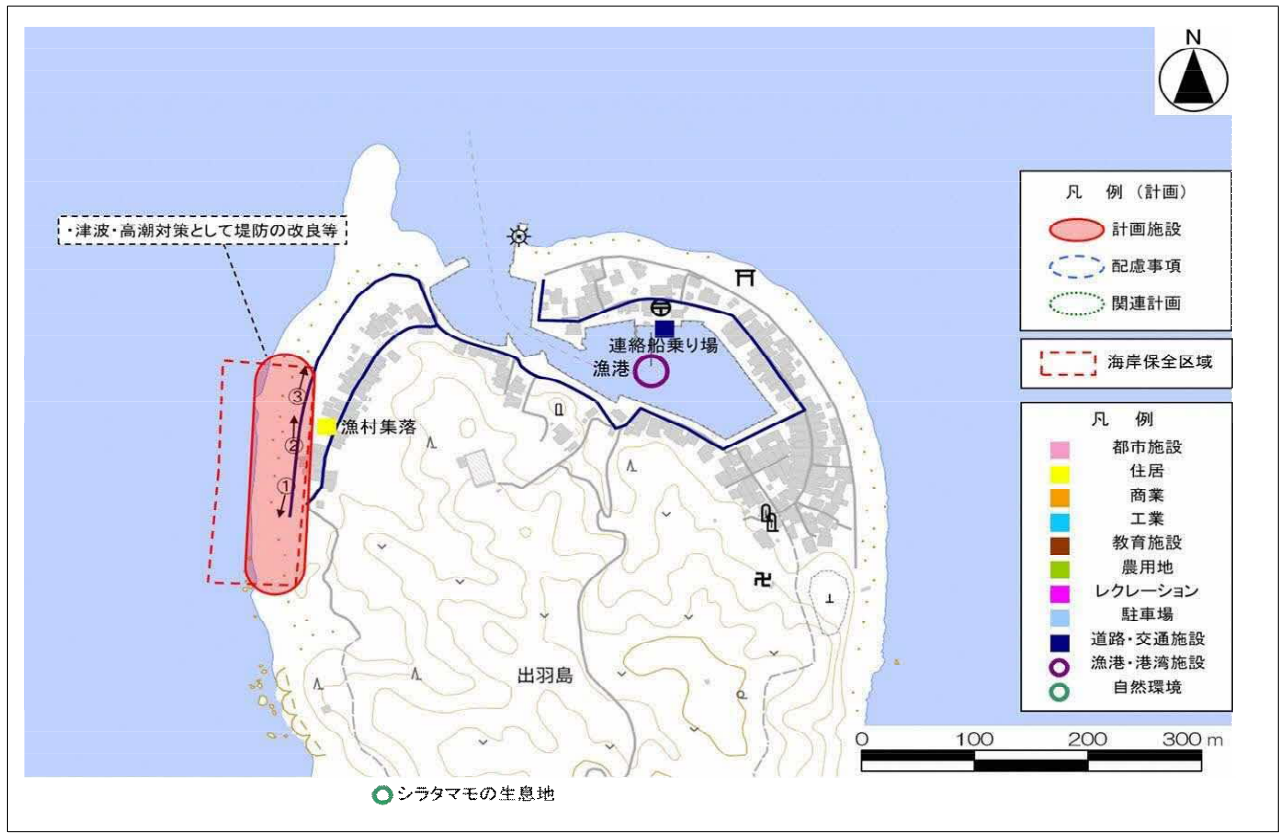 N
凡 例 (計画)
計画施設
配慮事項
関連計画
海岸保全区域
凡 例
都市施設
住居
商業
工業
教育施設
農用地
レクレーション
駐車場
道路・交通施設
漁港・港湾施設
自然環境
・津波・高潮対策として堤防の改良等
連絡船乗り場
漁港
③
漁村集落
②
①
出羽島
0 100 200 300 m
シラタマモの生息地